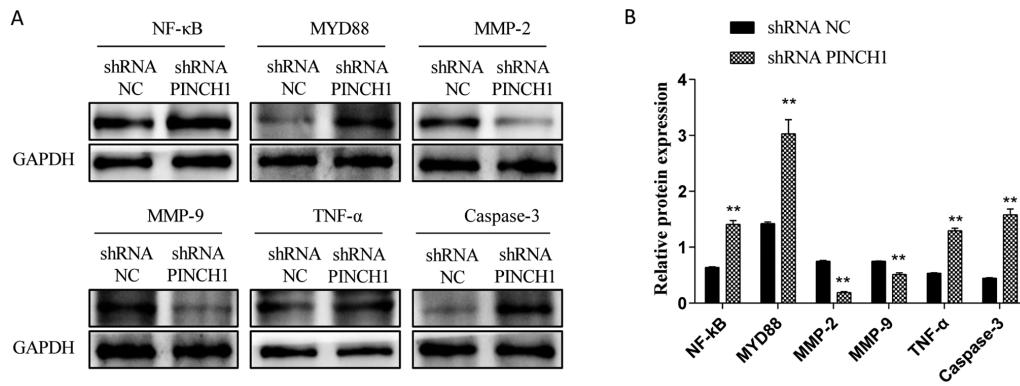 A
NF-κB MYD88 MMP-2
shRNA NC shRNA PINCH1 shRNA NC shRNA PINCH1 shRNA NC shRNA PINCH1
GAPDH
MMP-9 TNF-α Caspase-3
shRNA NC shRNA PINCH1 shRNA NC shRNA PINCH1 shRNA NC shRNA PINCH1
GAPDH
B
shRNA NC
shRNA PINCH1
Relative protein expression
4
3
2
1
0
**
**
**
**
**
**
NF-kB
MYD88
MMP-2
MMP-9
TNF-α
Caspase-3